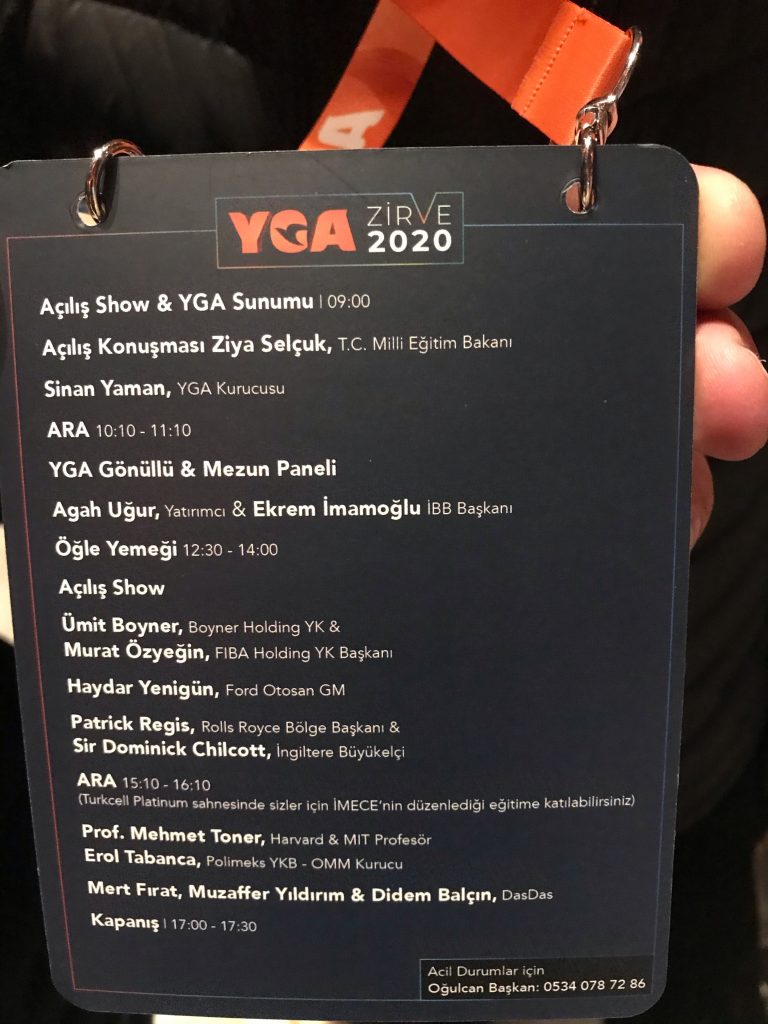 A
YGA ZİRVE
2020
Açılış Show & YGA Sunumu | 09:00
Açılış Konuşması Ziya Selçuk, T.C. Milli Eğitim Bakanı
Sinan Yaman, YGA Kurucusu
ARA 10:10 - 11:10
YGA Gönüllü & Mezun Paneli
Agah Uğur, Yatırımcı & Ekrem İmamoğlu İBB Başkanı
Öğle Yemeği 12:30 - 14:00
Açılış Show
Ümit Boyner, Boyner Holding YK &
Murat Özyeğin, FIBA Holding YK Başkanı
Haydar Yenigün, Ford Otosan GM
Patrick Regis, Rolls Royce Bölge Başkanı &
Sir Dominick Chilcott, İngiltere Büyükelçi
ARA 15:10 - 16:10
(Turkcell Platinum sahnesinde sizler için İMECE'nin düzenlediği eğitime katılabilirsiniz)
Prof. Mehmet Toner, Harvard & MIT Profesör
Erol Tabanca, Polimeks YKB - OMM Kurucu
Mert Fırat, Muzaffer Yıldırım & Didem Balçın, DasDas
Kapanış | 17:00 - 17:30
Acil Durumlar için
Oğulcan Başkan: 0534 078 72 86